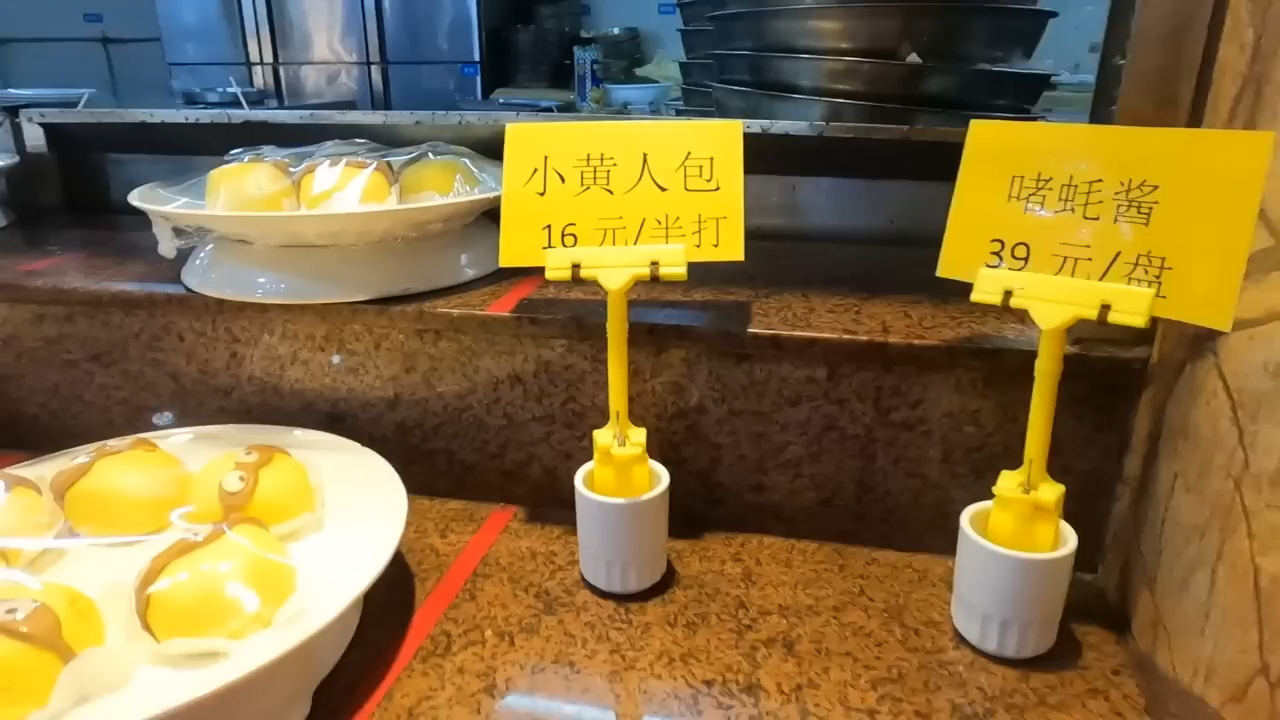 小黄人包
16 元/半打
啫蚝酱
39 元/盘